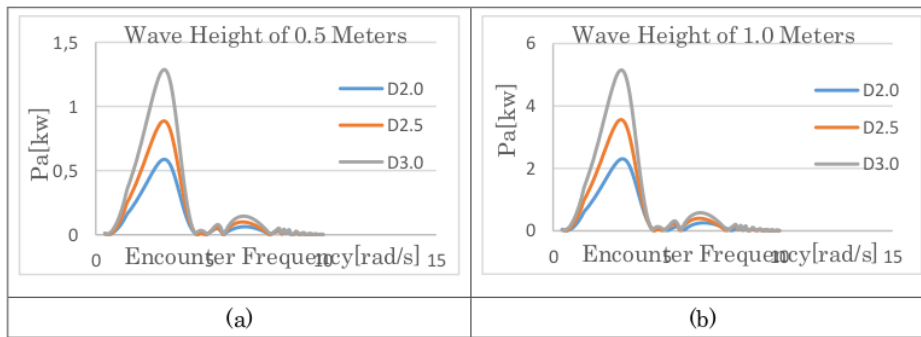 Wave Height of 0.5 Meters
1,5
1
0,5
0
Pa[kw]
D2.0
D2.5
D3.0
0
5
10
15
Encounter Frequency[rad/s]
(a)
Wave Height of 1.0 Meters
6
4
2
0
Pa[kw]
D2.0
D2.5
D3.0
0
5
10
15
Encounter Frequency[rad/s]
(b)